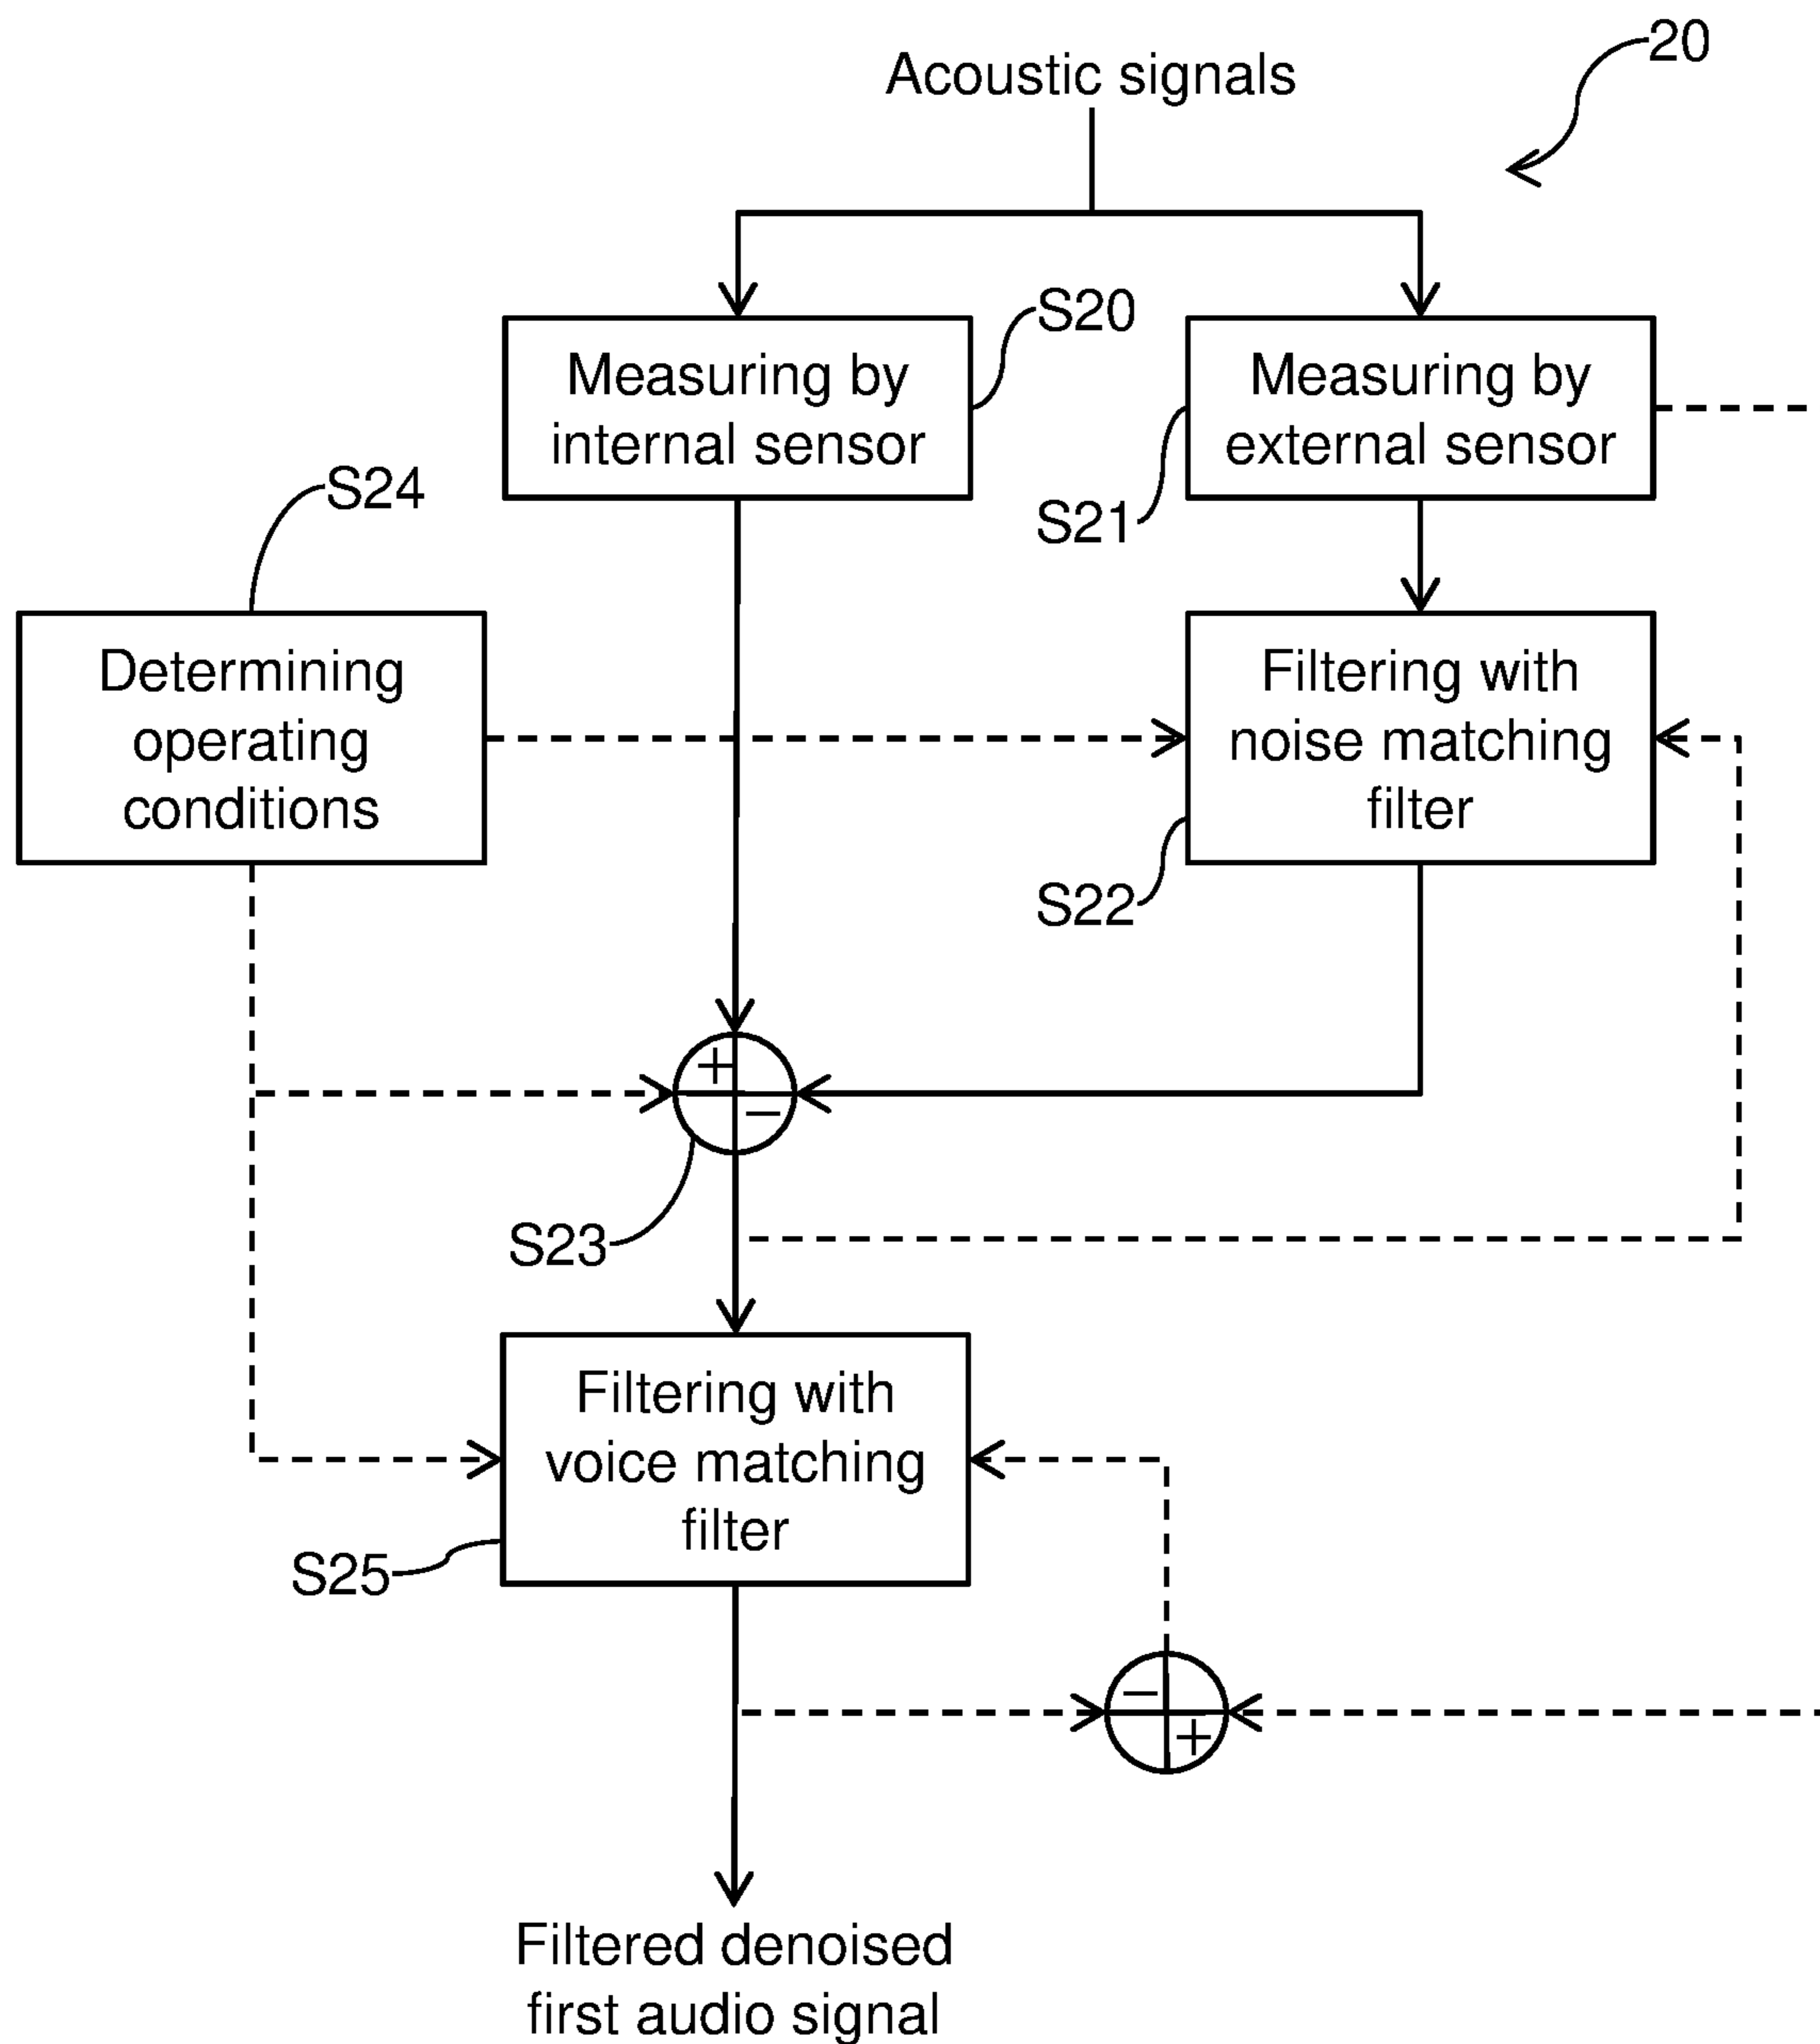 20
Acoustic signals
S20
Measuring by
internal sensor
Measuring by
external sensor
S21
S24
Determining
operating
conditions
Filtering with
noise matching
filter
S22
+
−
S23
Filtering with
voice matching
filter
S25
−
+
Filtered denoised
first audio signal